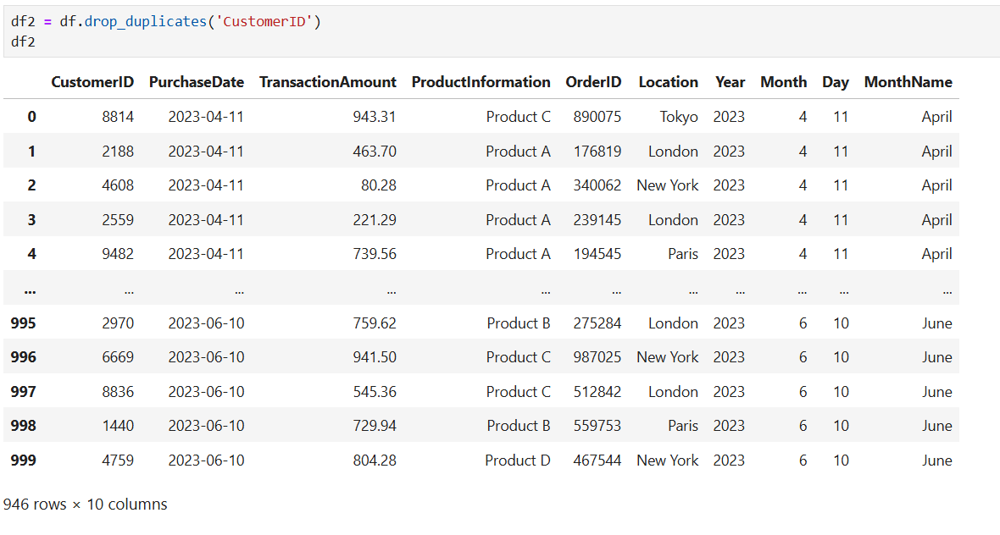 df2 = df.drop_duplicates('CustomerID')
df2
CustomerID PurchaseDate TransactionAmount ProductInformation OrderID Location Year Month Day MonthName
0 8814 2023-04-11 943.31 Product C 890075 Tokyo 2023 4 11 April
1 2188 2023-04-11 463.70 Product A 176819 London 2023 4 11 April
2 4608 2023-04-11 80.28 Product A 340062 New York 2023 4 11 April
3 2559 2023-04-11 221.29 Product A 239145 London 2023 4 11 April
4 9482 2023-04-11 739.56 Product A 194545 Paris 2023 4 11 April
... ... ... ... ... ... ... ... ... ... ...
995 2970 2023-06-10 759.62 Product B 275284 London 2023 6 10 June
996 6669 2023-06-10 941.50 Product C 987025 New York 2023 6 10 June
997 8836 2023-06-10 545.36 Product C 512842 London 2023 6 10 June
998 1440 2023-06-10 729.94 Product B 559753 Paris 2023 6 10 June
999 4759 2023-06-10 804.28 Product D 467544 New York 2023 6 10 June
946 rows × 10 columns